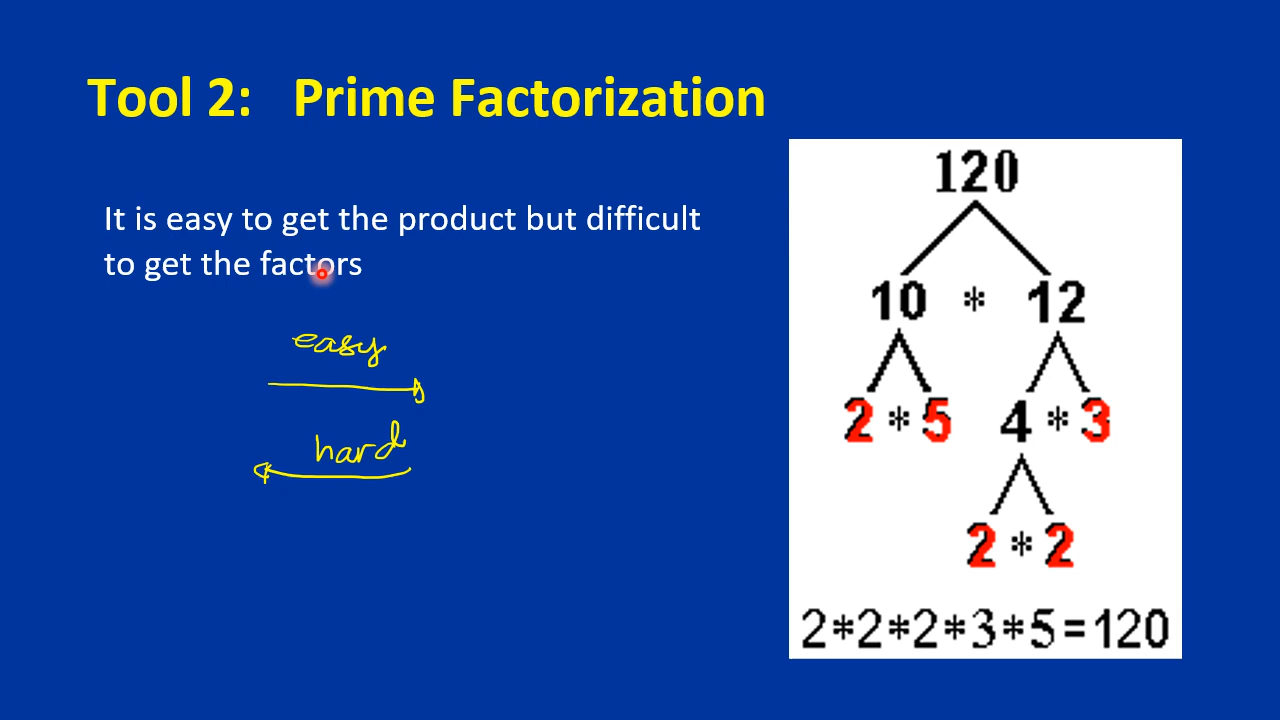 Tool 2: Prime Factorization
It is easy to get the product but difficult
to get the factors
easy
hard
120
10 * 12
2 * 5 4 * 3
2 * 2
2*2*2*3*5=120